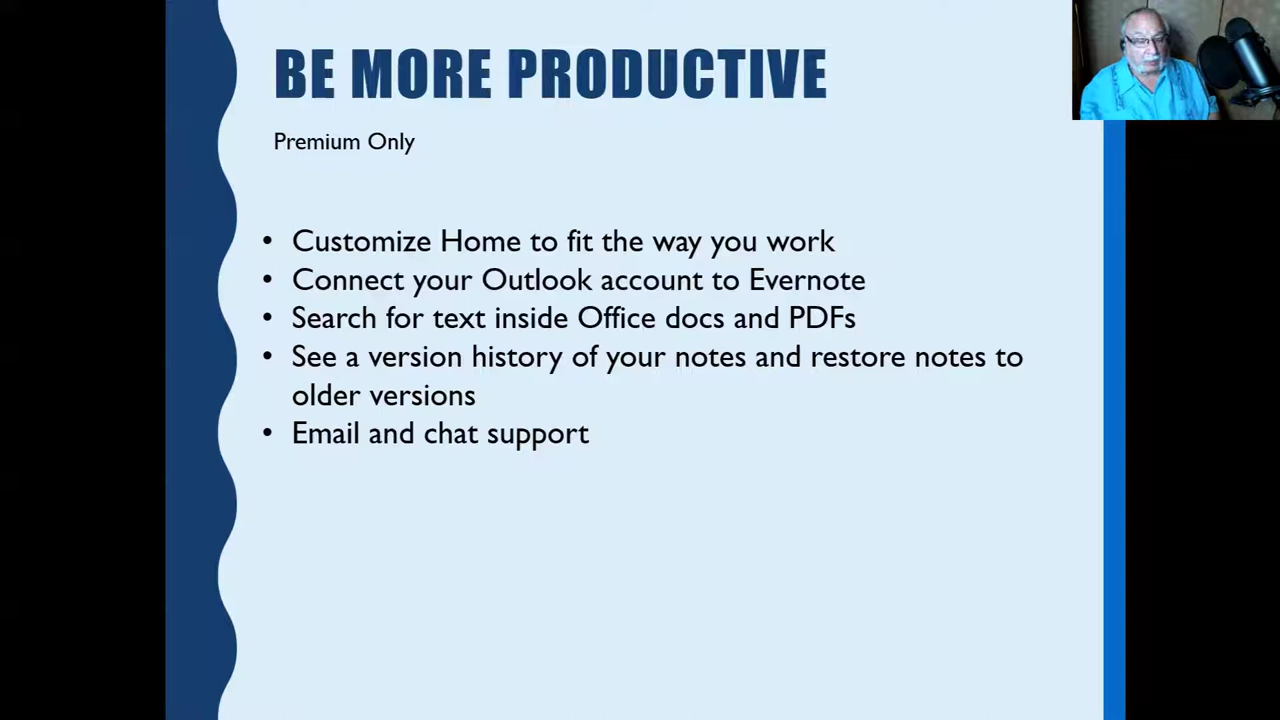 BE MORE PRODUCTIVE
Premium Only
• Customize Home to fit the way you work
• Connect your Outlook account to Evernote
• Search for text inside Office docs and PDFs
• See a version history of your notes and restore notes to
older versions
• Email and chat support